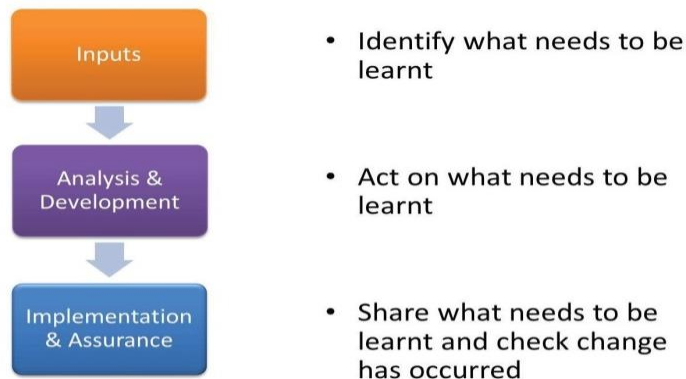 Inputs
• Identify what needs to be
learnt
Analysis &
Development
• Act on what needs to be
learnt
Implementation
& Assurance
• Share what needs to be
learnt and check change
has occurred